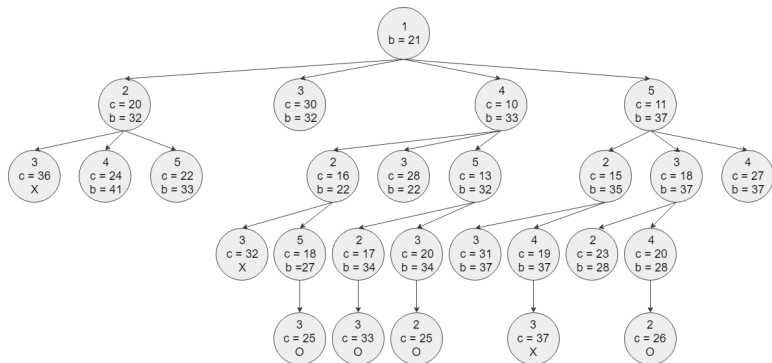 1
b = 21
2
c = 20
b = 32
3
c = 30
b = 32
4
c = 10
b = 33
5
c = 11
b = 37
3
c = 36
X
4
c = 24
b = 41
5
c = 22
b = 33
2
c = 16
b = 22
3
c = 28
b = 22
5
c = 13
b = 32
2
c = 15
b = 35
3
c = 18
b = 37
4
c = 27
b = 37
3
c = 32
X
5
c = 18
b =27
2
c = 17
b = 34
3
c = 20
b = 34
3
c = 31
b = 37
4
c = 19
b = 37
2
c = 23
b = 28
4
c = 20
b = 28
3
c = 25
O
3
c = 33
O
2
c = 25
O
3
c = 37
X
2
c = 26
O